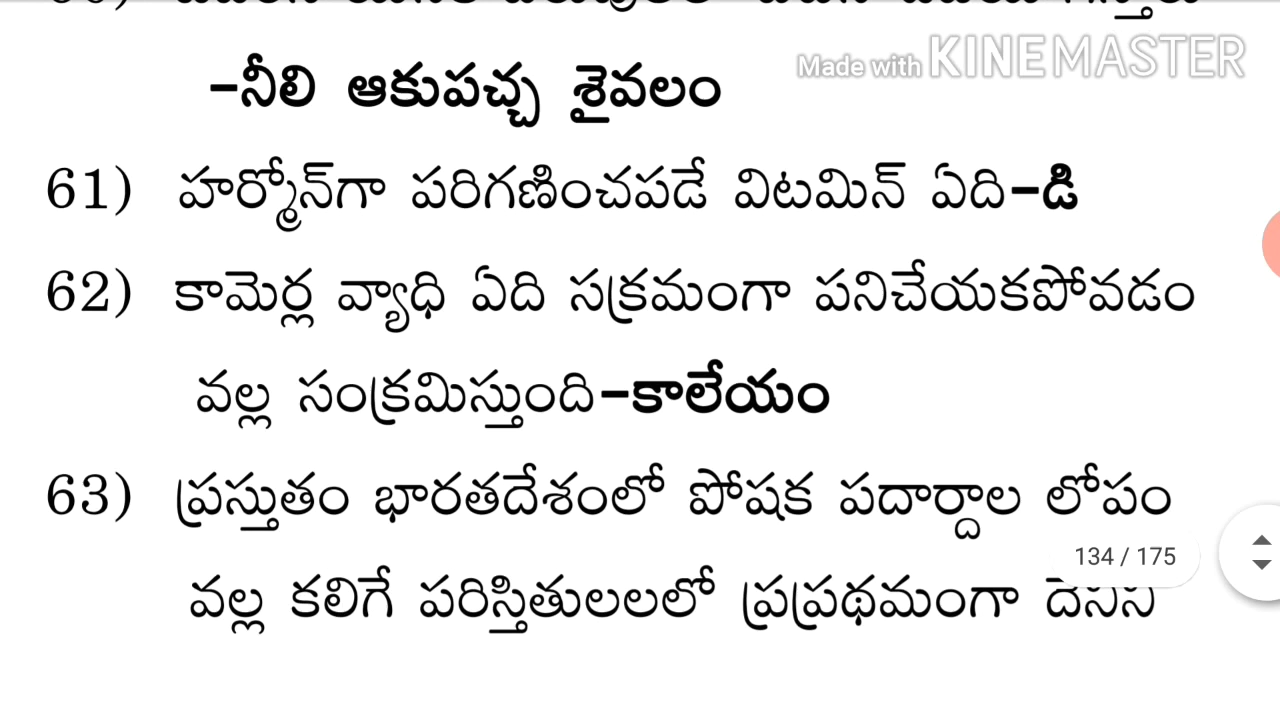 Made with KINEMASTER
-నీలి ఆకుపచ్చ శైవలం
61) హర్మోన్‌గా పరిగణించపడే విటమిన్ ఏది-డి
62) కామెర్ల వ్యాధి ఏది సక్రమంగా పనిచేయకపోవడం
వల్ల సంక్రమిస్తుంది-కాలేయం
63) ప్రస్తుతం భారతదేశంలో పోషక పదార్దాల లోపం
134 / 175
వల్ల కలిగే పరిస్తితులలలో ప్రప్రథమంగా